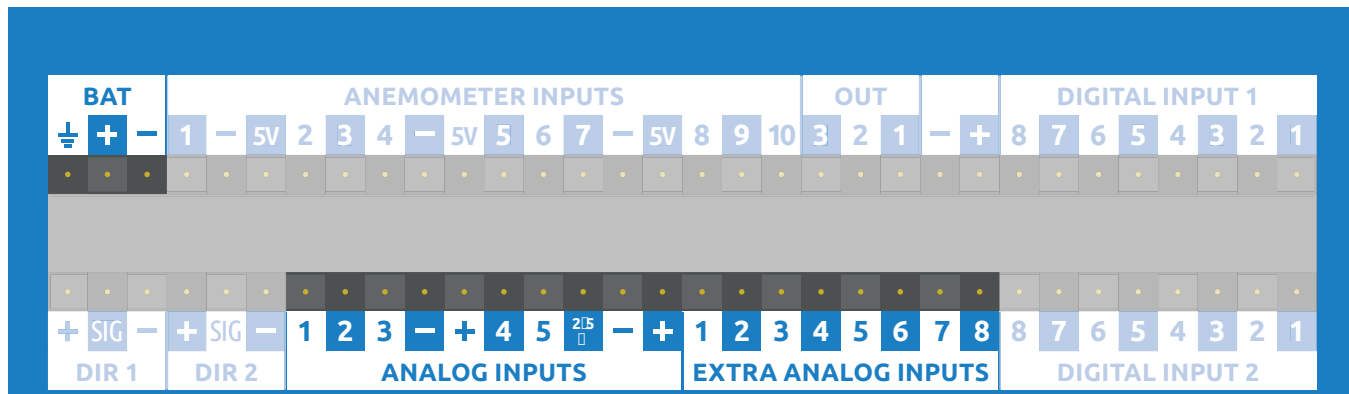 BAT ANEMOMETER INPUTS OUT DIGITAL INPUT 1
+ − 1 − 5V 2 3 4 − 5V 5 6 7 − 5V 8 9 10 3 2 1 − + 8 7 6 5 4 3 2 1
+ SIG − + SIG − 1 2 3 − + 4 5 2 5 − + 1 2 3 4 5 6 7 8 8 7 6 5 4 3 2 1
DIR 1 DIR 2 ANALOG INPUTS EXTRA ANALOG INPUTS DIGITAL INPUT 2